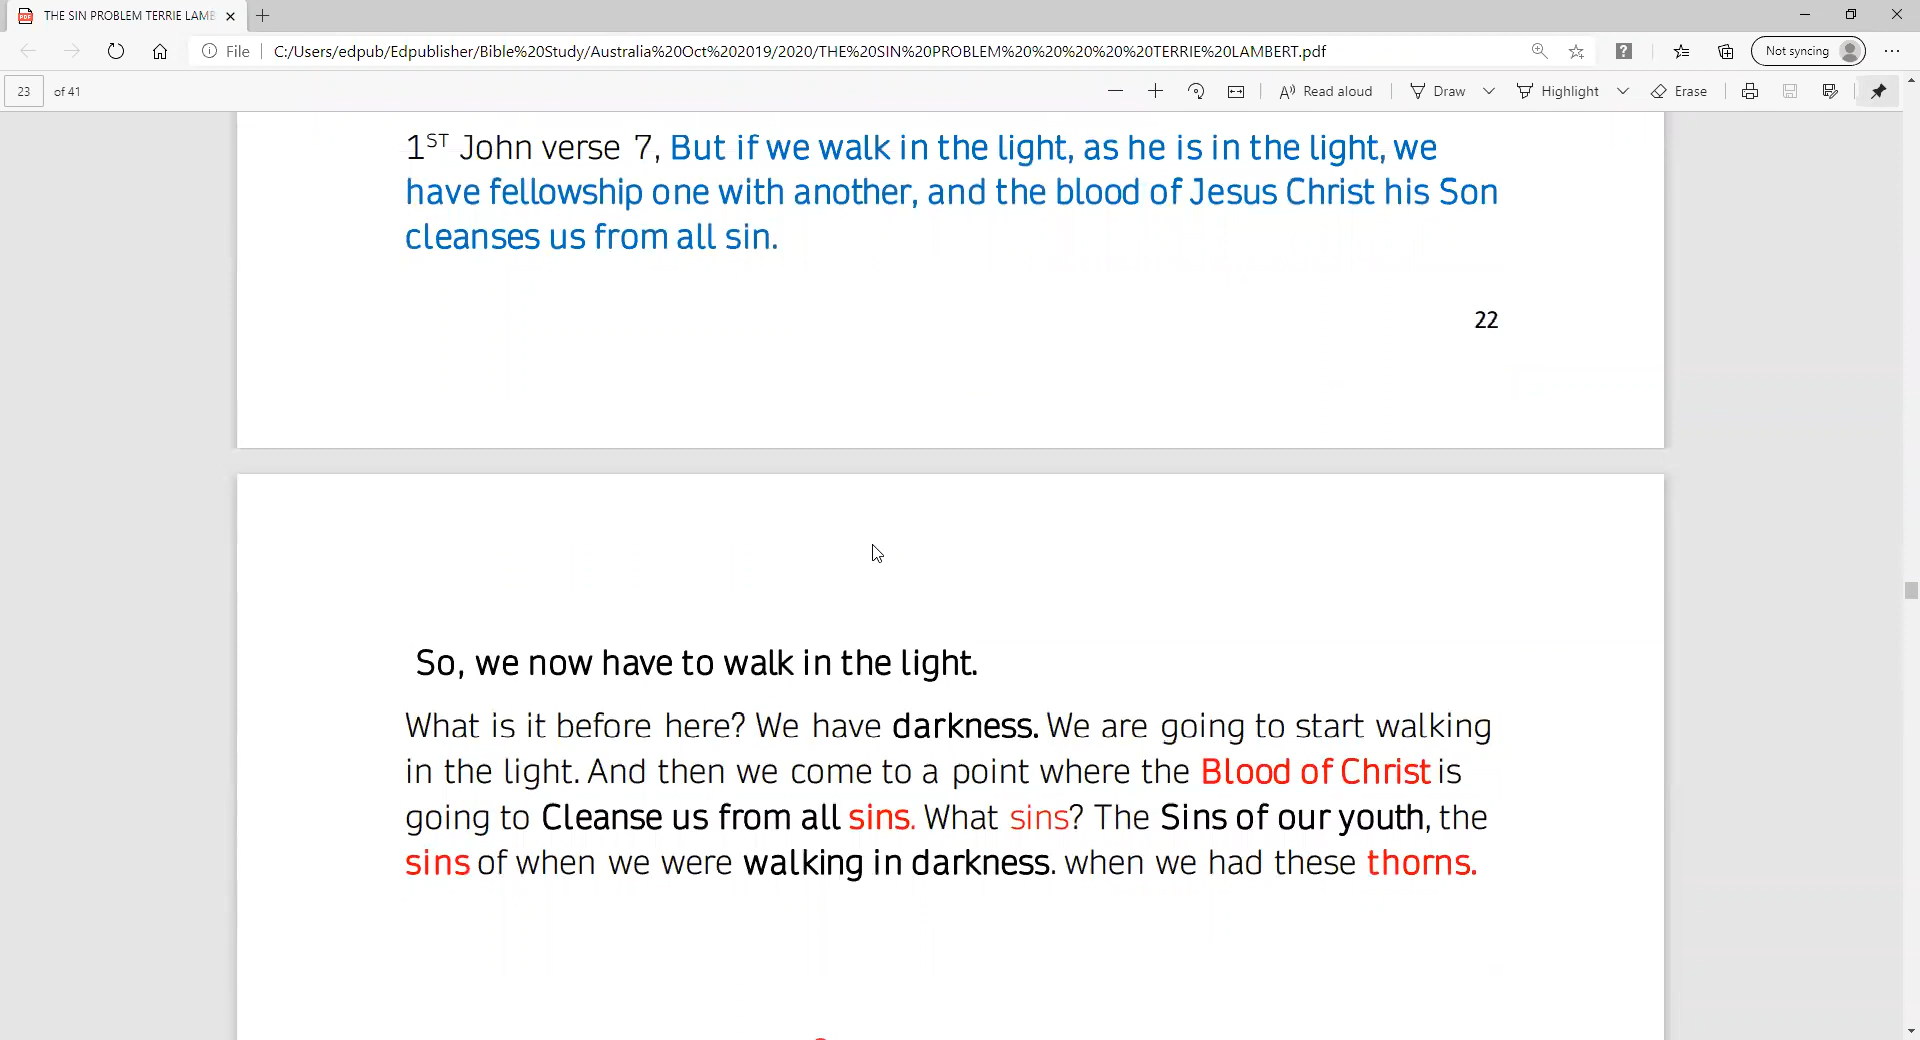 THE SIN PROBLEM TERRIE LAMB
File
C:/Users/edpub/Edpublisher/Bible%20Study/Australia%20Oct%202019/2020/THE%20SIN%20PROBLEM%20%20%20%20%20TERRIE%20LAMBERT.pdf
Not syncing
23 of 41
Read aloud
Draw
Highlight
Erase
1ST John verse 7, But if we walk in the light, as he is in the light, we
have fellowship one with another, and the blood of Jesus Christ his Son
cleanses us from all sin.
22
So, we now have to walk in the light.
What is it before here? We have darkness. We are going to start walking
in the light. And then we come to a point where the Blood of Christ is
going to Cleanse us from all sins. What sins? The Sins of our youth, the
sins of when we were walking in darkness. when we had these thorns.